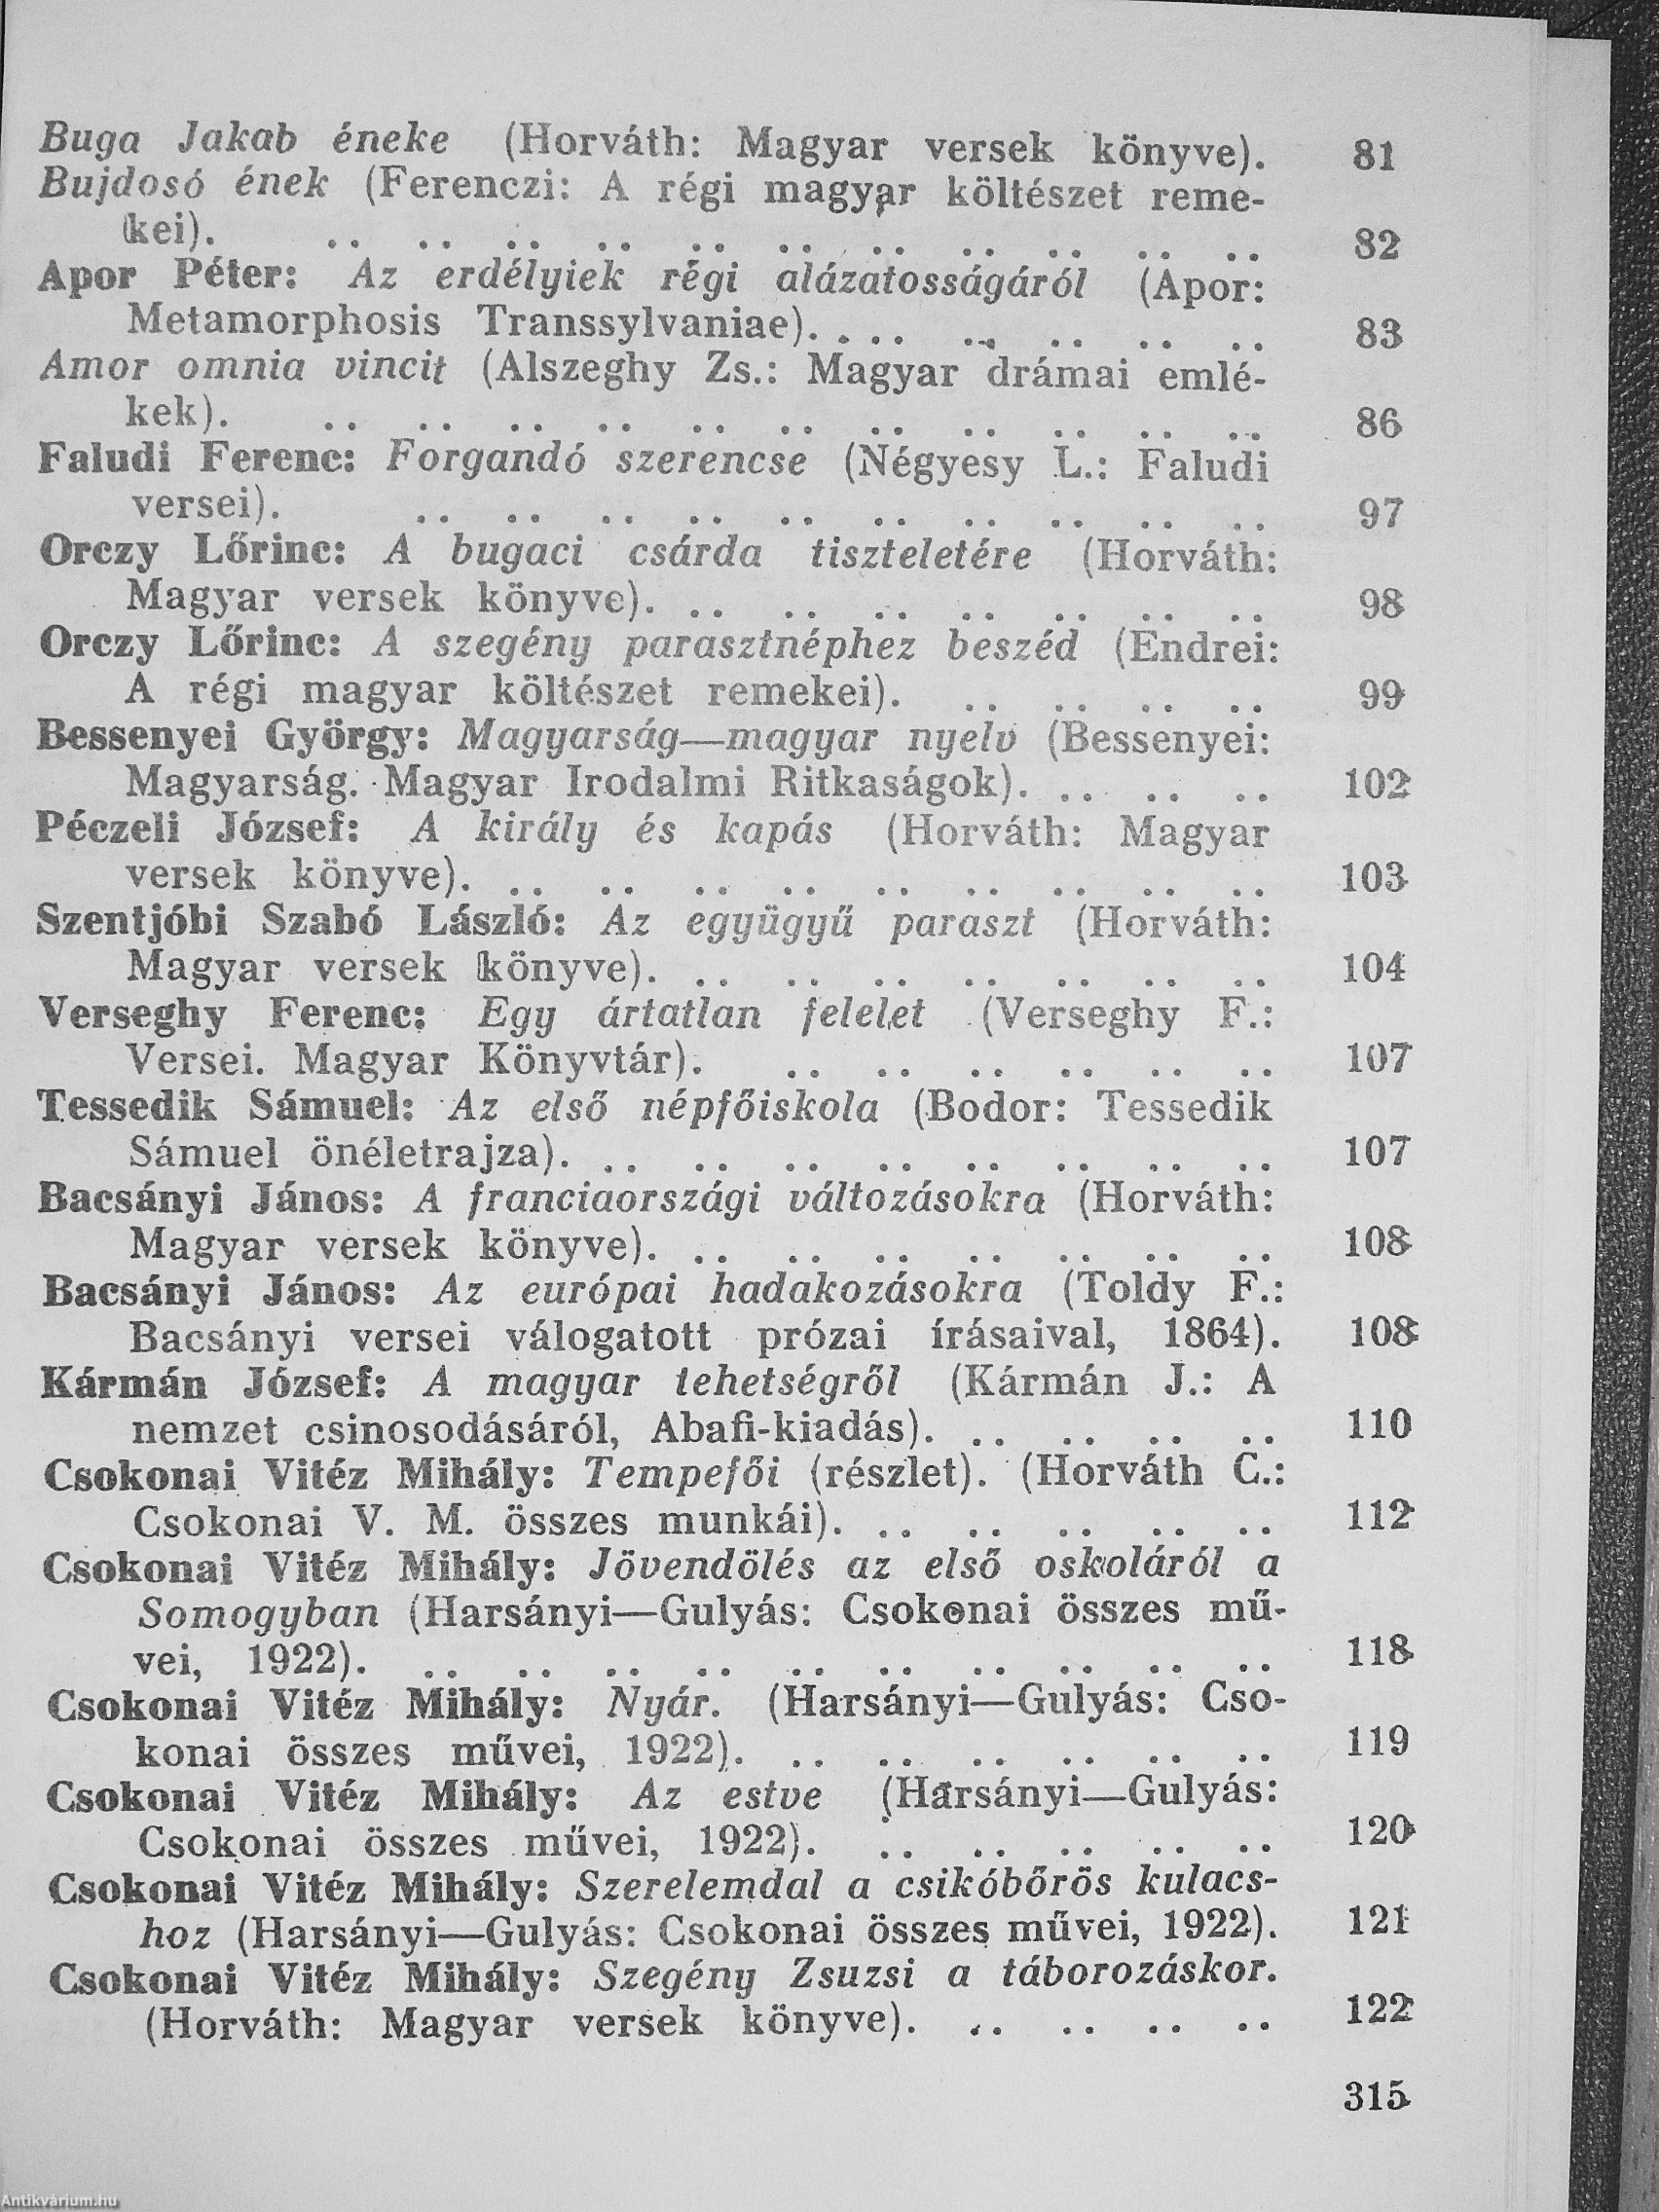 Buga Jakab éneke (Horváth: Magyar versek könyve). 81
Bujdosó ének (Ferenczi: A régi magyar költészet reme-
kei). .. .. .. .. .. .. .. .. .. .. .. 82
Apor Péter: Az erdélyiek régi alázatosságáról (Apor:
Metamorphosis Transsylvaniae). .. .. .. .. .. .. 83
Amor omnia vincit (Alszeghy Zs.: Magyar drámai emlé-
kek). .. .. .. .. .. .. .. .. .. .. .. 86
Faludi Ferenc: Forgandó szerencse (Négyesy L.: Faludi
versei). .. .. .. .. .. .. .. .. .. .. 97
Orczy Lőrinc: A bugaci csárda tiszteletére (Horváth:
Magyar versek könyve). .. .. .. .. .. .. .. 98
Orczy Lőrinc: A szegény parasztnéphez beszéd (Endrei:
A régi magyar költészet remekei). .. .. .. .. 99
Bessenyei György: Magyarság—magyar nyelv (Bessenyei:
Magyarság. Magyar Irodalmi Ritkaságok). .. .. .. 102
Péczeli József: A király és kapás (Horváth: Magyar
versek könyve). .. .. .. .. .. .. .. .. .. 103
Szentjóbi Szabó László: Az együgyű paraszt (Horváth:
Magyar versek könyve). .. .. .. .. .. .. .. 104
Verseghy Ferenc: Egy ártatlan felelet (Verseghy F.:
Versei. Magyar Könyvtár). .. .. .. .. .. .. 107
Tessedik Sámuel: Az első népfőiskola (Bodor: Tessedik
Sámuel önéletrajza). .. .. .. .. .. .. .. .. 107
Bacsányi János: A franciaországi változásokra (Horváth:
Magyar versek könyve). .. .. .. .. .. .. .. 108
Bacsányi János: Az európai hadakozásokra (Toldy F.:
Bacsányi versei válogatott prózai írásaival, 1864). 108
Kármán József: A magyar tehetségről (Kármán J.: A
nemzet csinosodásáról, Abafi-kiadás). .. .. .. .. 110
Csokonai Vitéz Mihály: Tempefői (részlet). (Horváth C.:
Csokonai V. M. összes munkái). .. .. .. .. .. 112
Csokonai Vitéz Mihály: Jövendölés az első oskoláról a
Somogyban (Harsányi—Gulyás: Csokonai összes mű-
vei, 1922). .. .. .. .. .. .. .. .. .. .. 118
Csokonai Vitéz Mihály: Nyár. (Harsányi—Gulyás: Cso-
konai összes művei, 1922). .. .. .. .. .. .. 119
Csokonai Vitéz Mihály: Az estve (Harsányi—Gulyás:
Csokonai összes művei, 1922). .. .. .. .. .. 120
Csokonai Vitéz Mihály: Szerelemdal a csikóbőrös kulacs-
hoz (Harsányi—Gulyás: Csokonai összes művei, 1922). 121
Csokonai Vitéz Mihály: Szegény Zsuzsi a táborozáskor.
(Horváth: Magyar versek könyve). .. .. .. .. 122
315
Antikvárium.hu